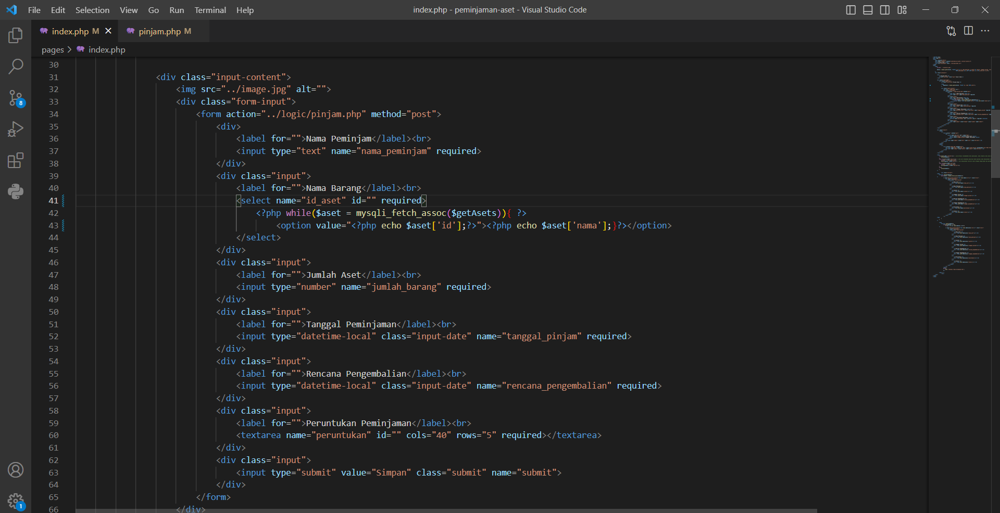 File Edit Selection View Go Run Terminal Help
index.php - peminjaman-aset - Visual Studio Code
index.php M
pinjam.php M
pages > index.php
30
31 <div class="input-content">
32 <img src="../image.jpg" alt="">
33 <div class="form-input">
34 <form action="../logic/pinjam.php" method="post">
35 <div>
36 <label for="">Nama Peminjam</label><br>
37 <input type="text" name="nama_peminjam" required>
38 </div>
39 <div class="input">
40 <label for="">Nama Barang</label><br>
41 <select name="id_aset" id="" required>
42 <?php while($aset = mysqli_fetch_assoc($getAsets)){ ?>
43 <option value="<?php echo $aset['id'];?>"><?php echo $aset['nama'];}?></option>
44 </select>
45 </div>
46 <div class="input">
47 <label for="">Jumlah Aset</label><br>
48 <input type="number" name="jumlah_barang" required>
49 </div>
50 <div class="input">
51 <label for="">Tanggal Peminjaman</label><br>
52 <input type="datetime-local" class="input-date" name="tanggal_pinjam" required>
53 </div>
54 <div class="input">
55 <label for="">Rencana Pengembalian</label><br>
56 <input type="datetime-local" class="input-date" name="rencana_pengembalian" required>
57 </div>
58 <div class="input">
59 <label for="">Peruntukan Peminjaman</label><br>
60 <textarea name="peruntukan" id="" cols="40" rows="5" required></textarea>
61 </div>
62 <div class="input">
63 <input type="submit" value="Simpan" class="submit" name="submit">
64 </div>
65 </form>
66 </div>
8
1